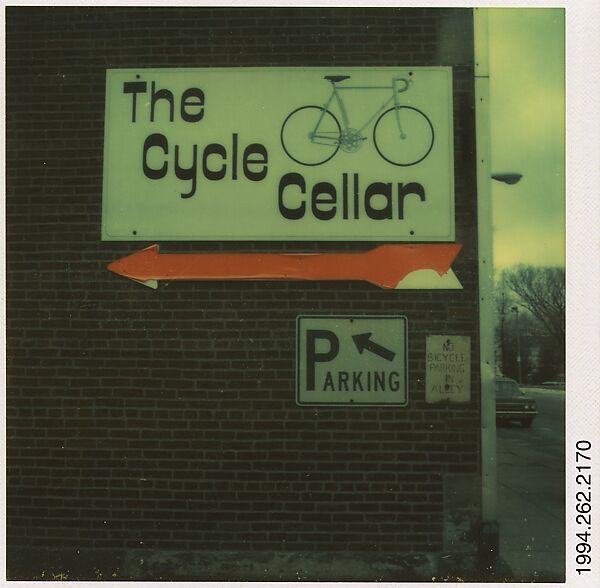 The
Cycle
Cellar
PARKING
NO
BICYCLE
PARKING
IN
ALLEY
1994.262.2170